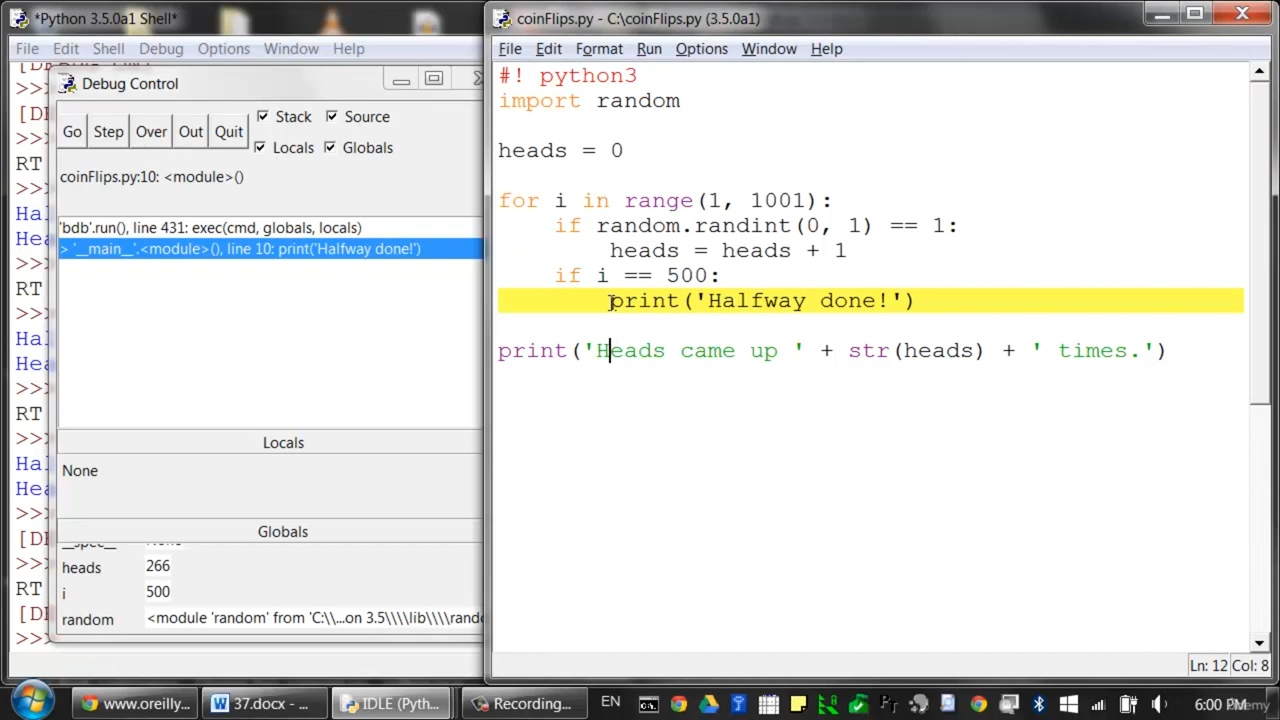 *Python 3.5.0a1 Shell*
File Edit Shell Debug Options Window Help
Debug Control
Go Step Over Out Quit
Stack Source
Locals Globals
coinFlips.py:10: <module>()
'bdb'.run(), line 431: exec(cmd, globals, locals)
> '__main__'.<module>(), line 10: print('Halfway done!')
Locals
None
Globals
heads 266
i 500
random <module 'random' from 'C:\\...on 3.5\\\\lib\\\\rando
>>>
RT
coinFlips.py - C:\coinFlips.py (3.5.0a1)
File Edit Format Run Options Window Help
#! python3
import random
heads = 0
for i in range(1, 1001):
if random.randint(0, 1) == 1:
heads = heads + 1
if i == 500:
print('Halfway done!')
print('Heads came up ' + str(heads) + ' times.')
Ln: 12 Col: 8
www.oreilly... 37.docx - ... IDLE (Pyth... Recording... EN 6:00 PM